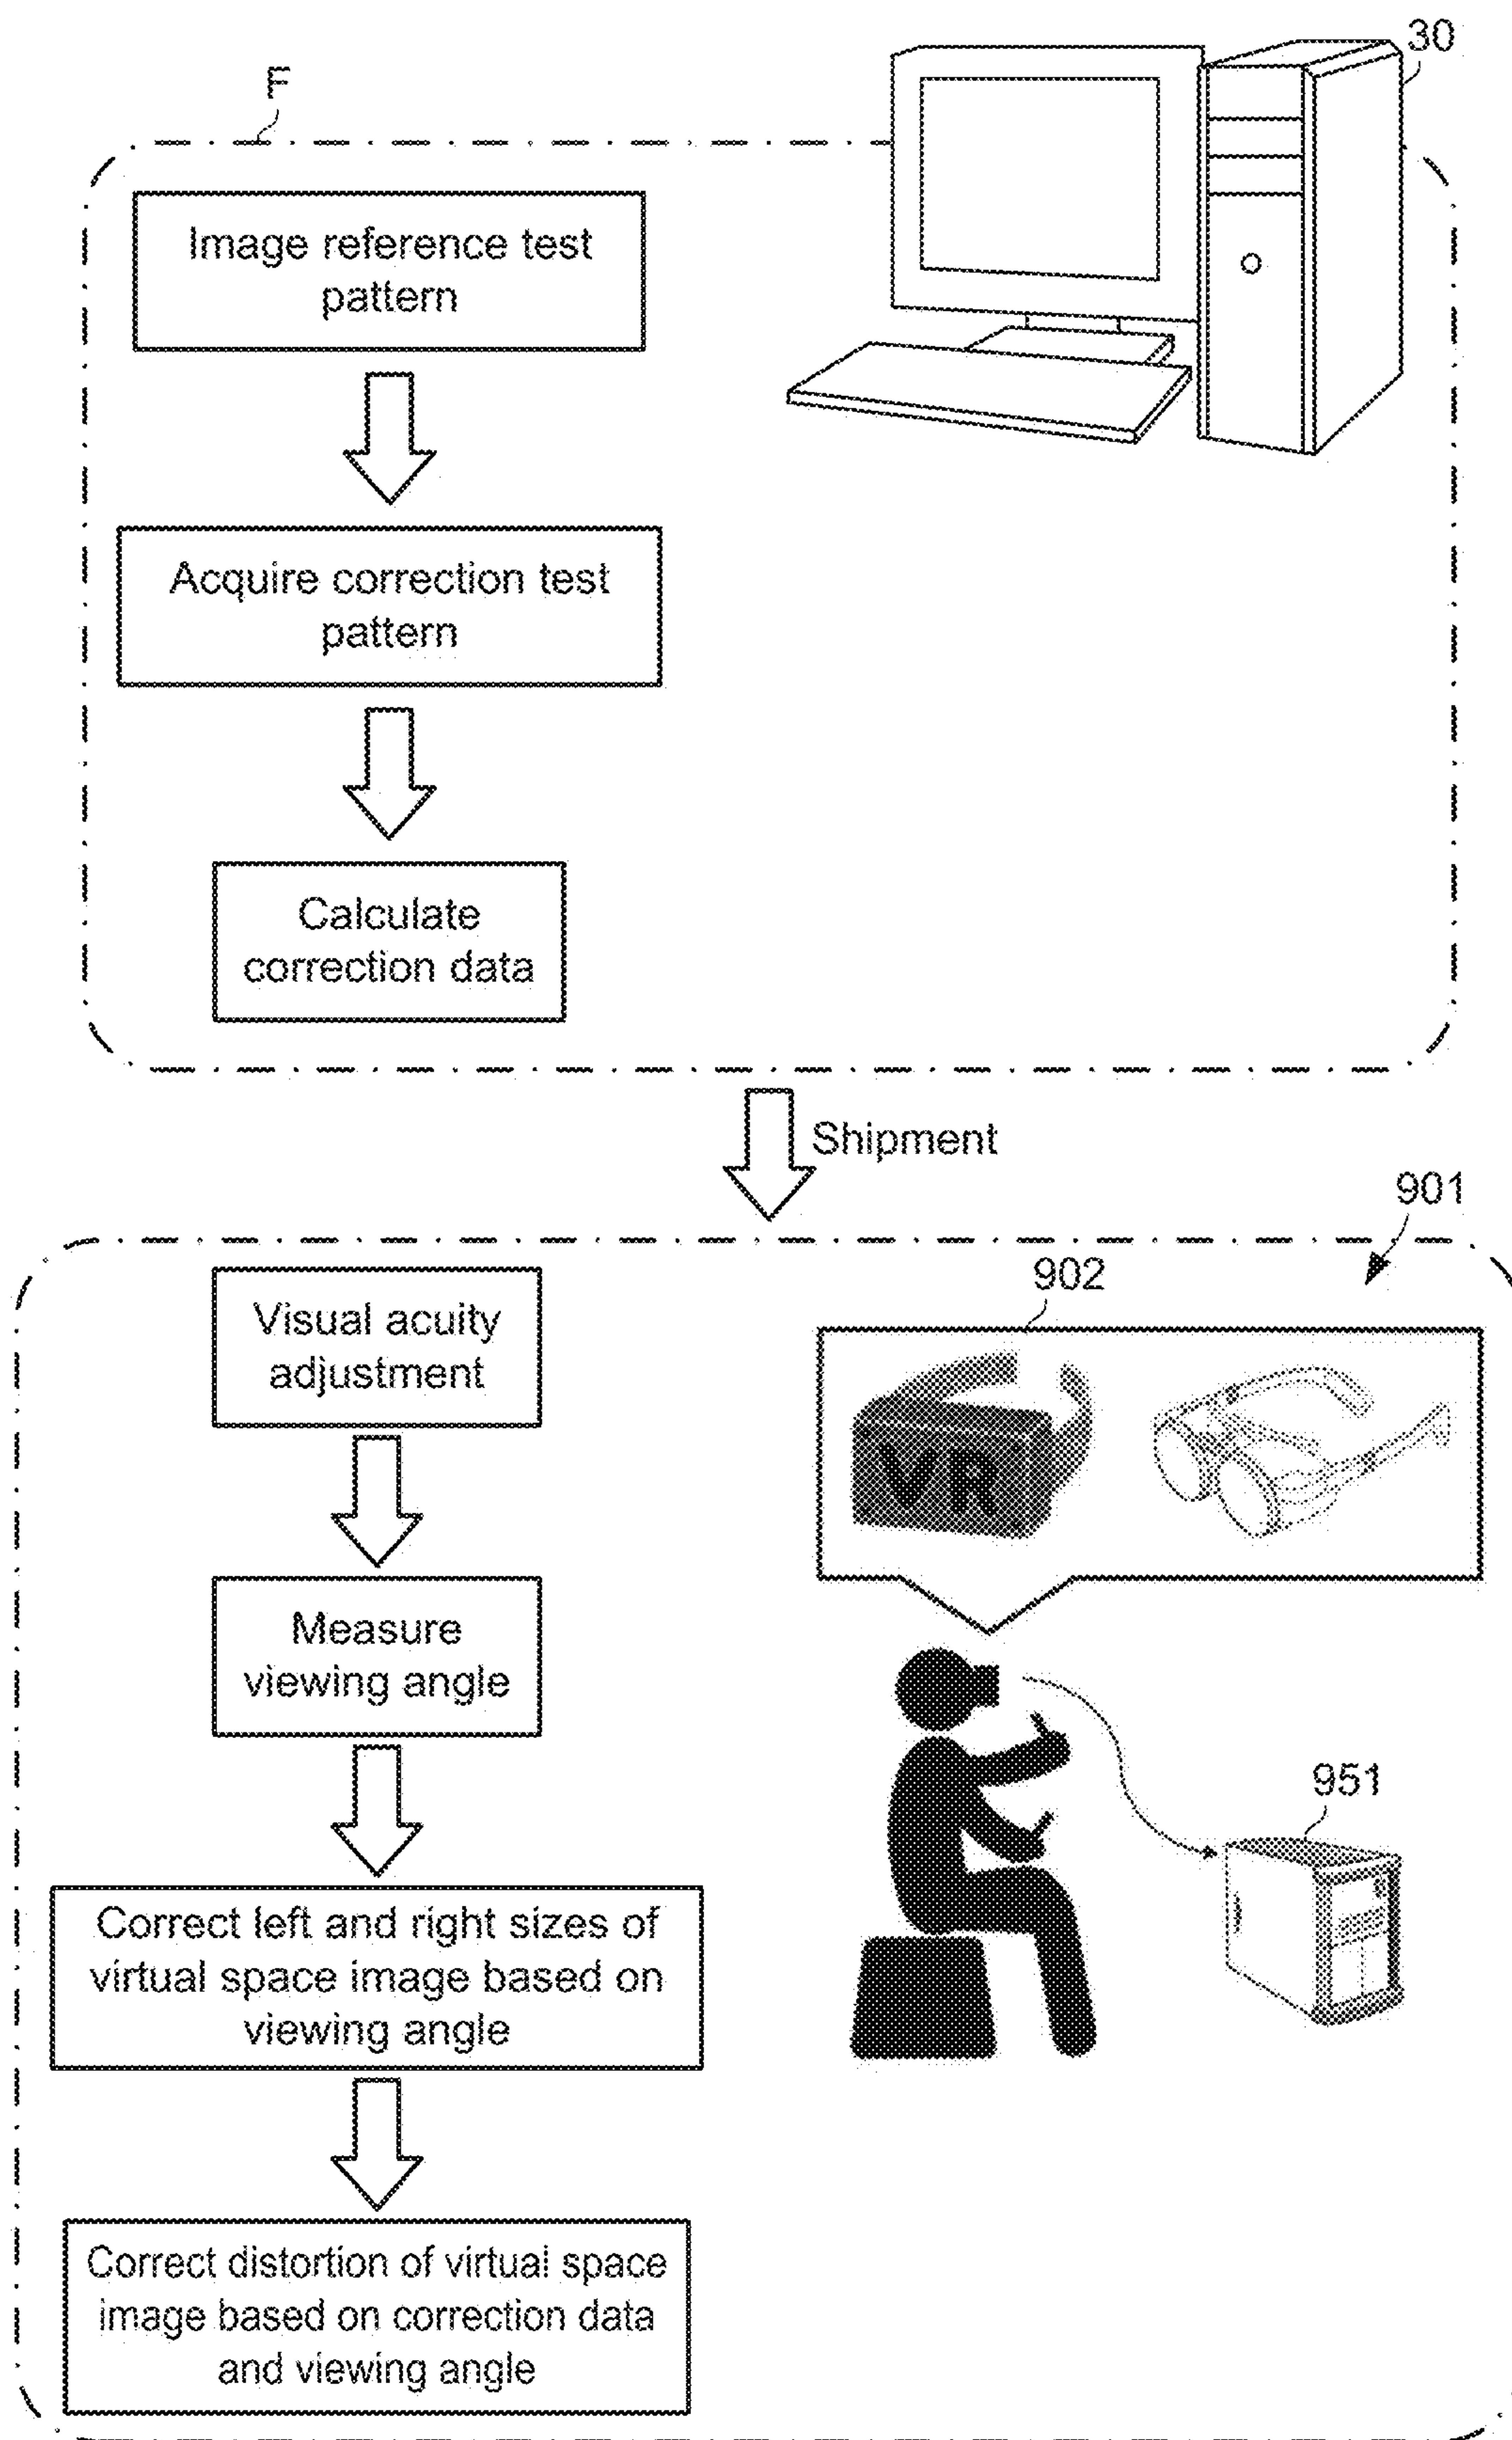 30
F
Image reference test
pattern
Acquire correction test
pattern
Calculate
correction data
Shipment
901
902
Visual acuity
adjustment
VR
Measure
viewing angle
951
Correct left and right sizes of
virtual space image based on
viewing angle
Correct distortion of virtual space
image based on correction data
and viewing angle